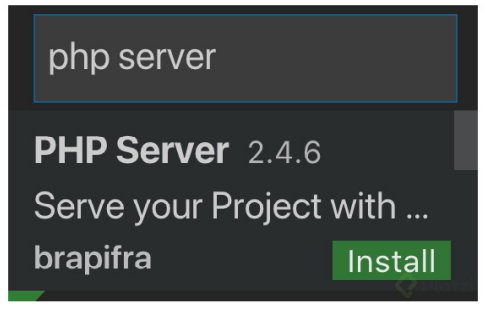 php server
PHP Server 2.4.6
Serve your Project with ...
brapifra
Install